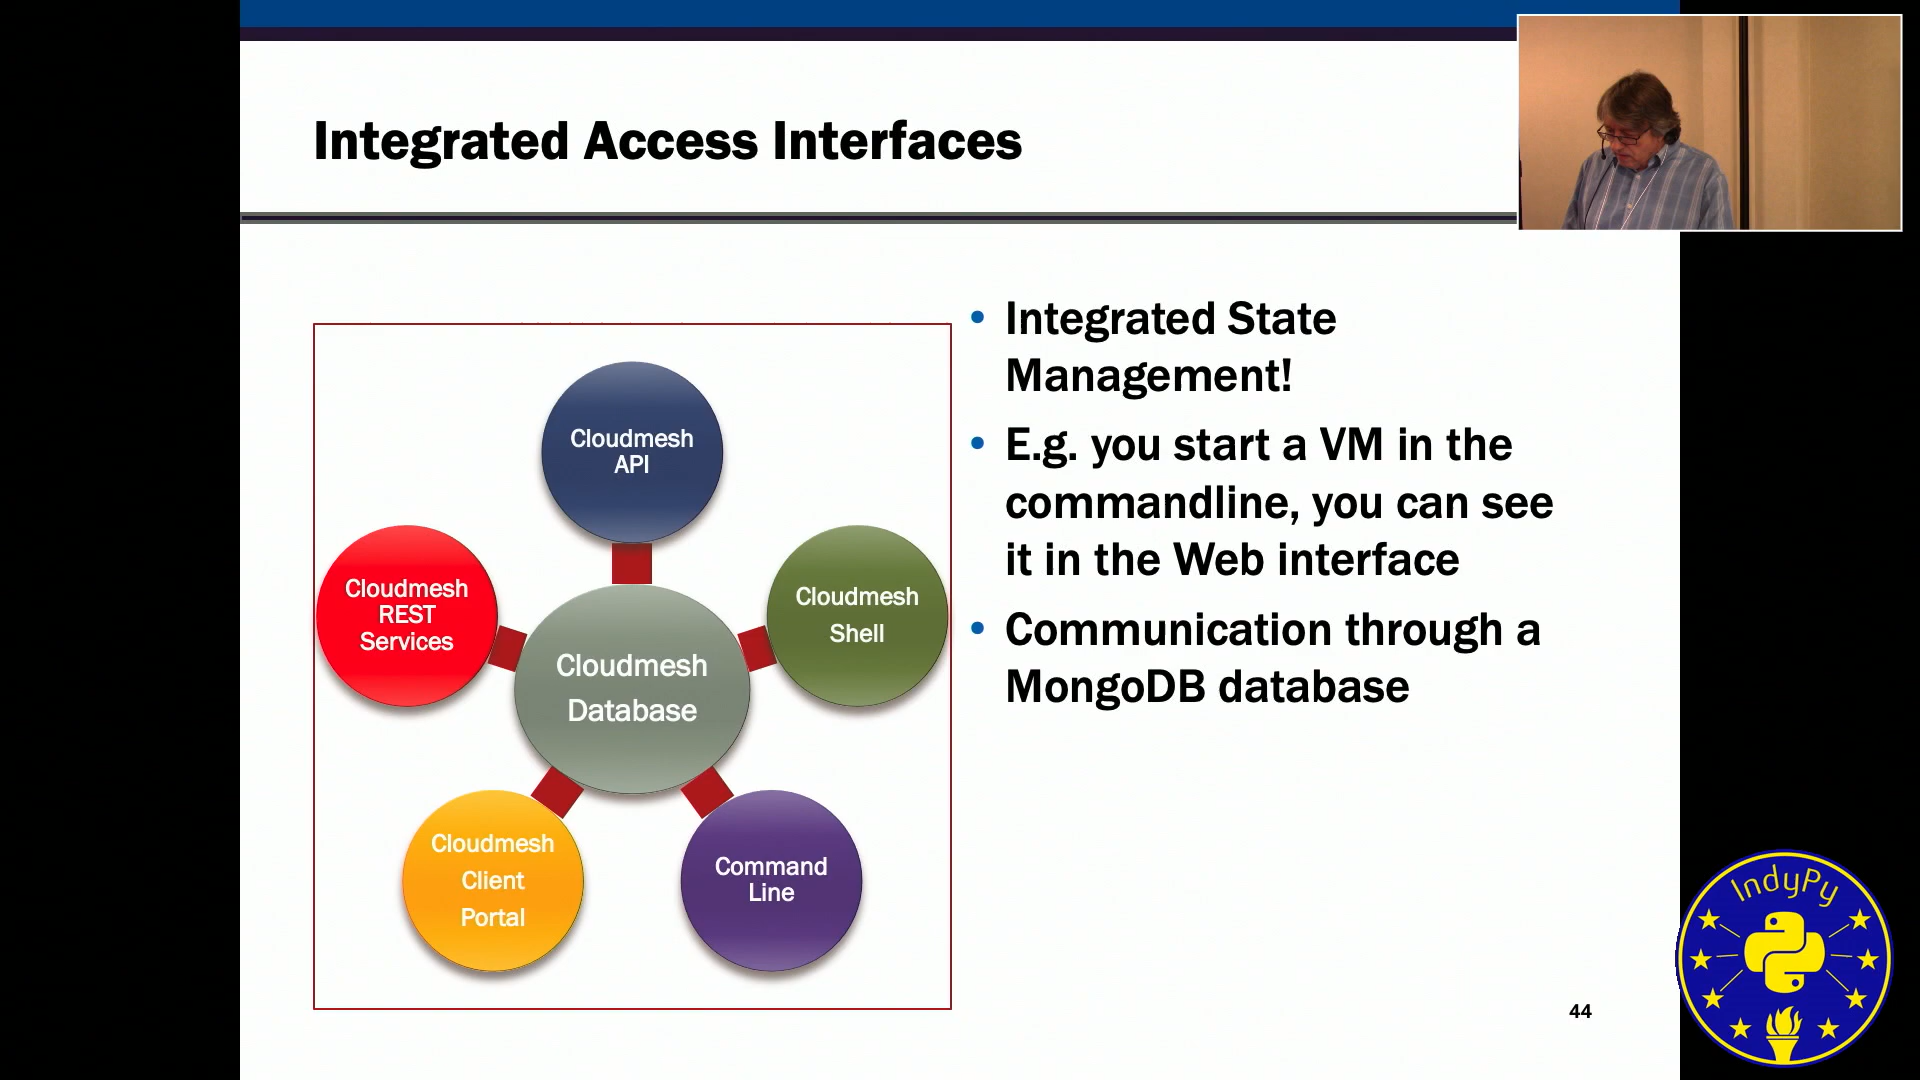 Integrated Access Interfaces
Cloudmesh
API
Cloudmesh
REST
Services
Cloudmesh
Shell
Cloudmesh
Database
Cloudmesh
Client
Portal
Command
Line
• Integrated State
Management!
• E.g. you start a VM in the
commandline, you can see
it in the Web interface
• Communication through a
MongoDB database
44
IndyPy